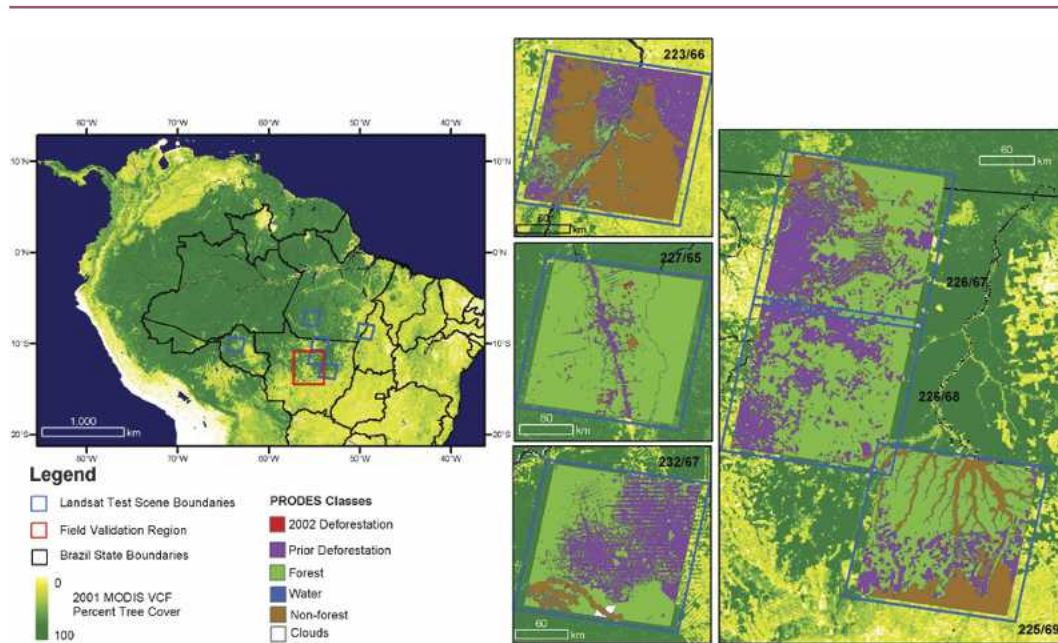 80°W 70°W 60°W 50°W 40°W
10°N 10°N
0°N 0°N
10°S 10°S
20°S 20°S
80°W 70°W 60°W 50°W 40°W
1.000
km
Legend
Landsat Test Scene Boundaries
Field Validation Region
Brazil State Boundaries
0
2001 MODIS VCF
Percent Tree Cover
100
PRODES Classes
2002 Deforestation
Prior Deforestation
Forest
Water
Non-forest
Clouds
223/66
km
227/65
60
km
232/67
60
km
60
km
226/67
226/68
225/69